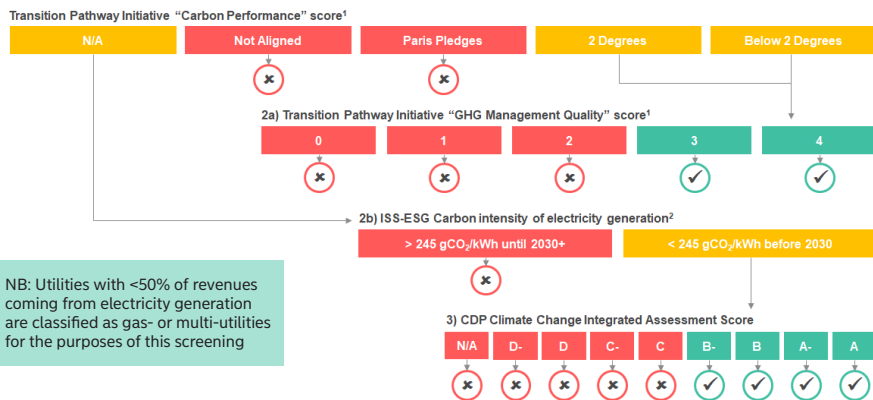 Transition Pathway Initiative “Carbon Performance” score¹
N/A Not Aligned Paris Pledges 2 Degrees Below 2 Degrees
2a) Transition Pathway Initiative “GHG Management Quality” score¹
0 1 2 3 4
2b) ISS-ESG Carbon intensity of electricity generation²
> 245 gCO₂/kWh until 2030+ < 245 gCO₂/kWh before 2030
NB: Utilities with <50% of revenues
coming from electricity generation
are classified as gas- or multi-utilities
for the purposes of this screening
3) CDP Climate Change Integrated Assessment Score
N/A D- D C- C B- B A- A